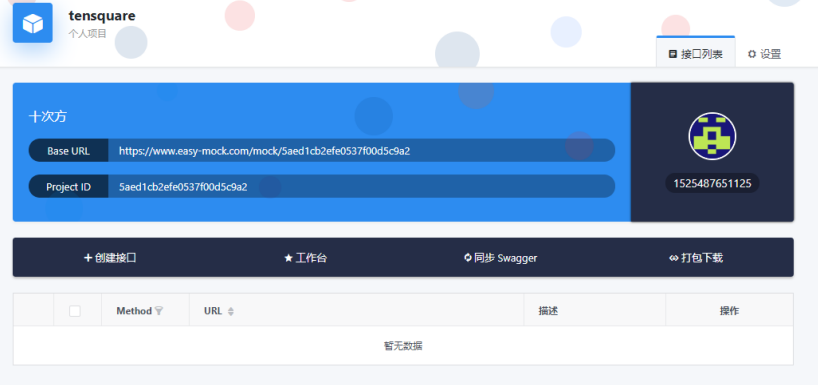 tensquare
个人项目
接口列表 设置
十次方
Base URL https://www.easy-mock.com/mock/5aed1cb2efe0537f00d5c9a2
Project ID 5aed1cb2efe0537f00d5c9a2
1525487651125
创建接口 工作台 同步 Swagger 打包下载
Method URL 描述 操作
暂无数据